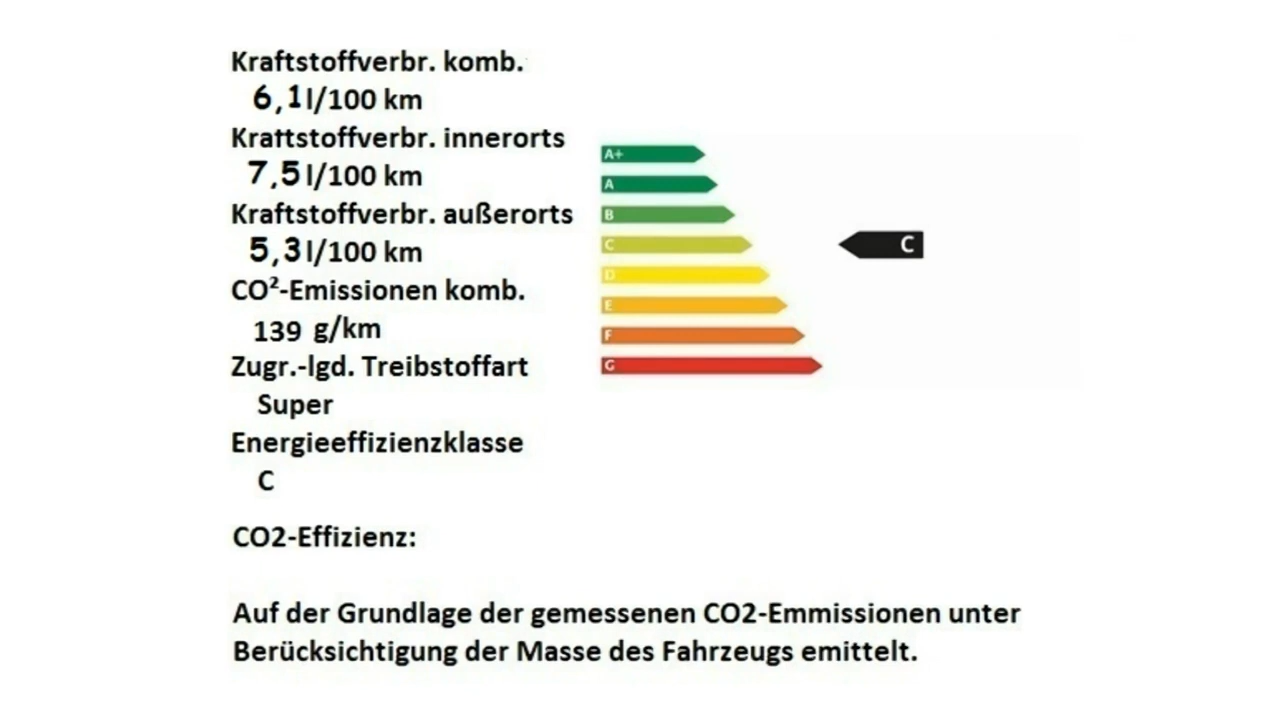 Kraftstoffverbr. komb.
6,1 l/100 km
Krattstoffverbr. innerorts
7,5 l/100 km
Kraftstoffverbr. außerorts
5,3 l/100 km
CO²-Emissionen komb.
139 g/km
Zugr.-lgd. Treibstoffart
Super
Energieeffizienzklasse
C
A+
A
B
C
C
D
E
F
G
CO2-Effizienz:
Auf der Grundlage der gemessenen CO2-Emmissionen unter
Berücksichtigung der Masse des Fahrzeugs emittelt.